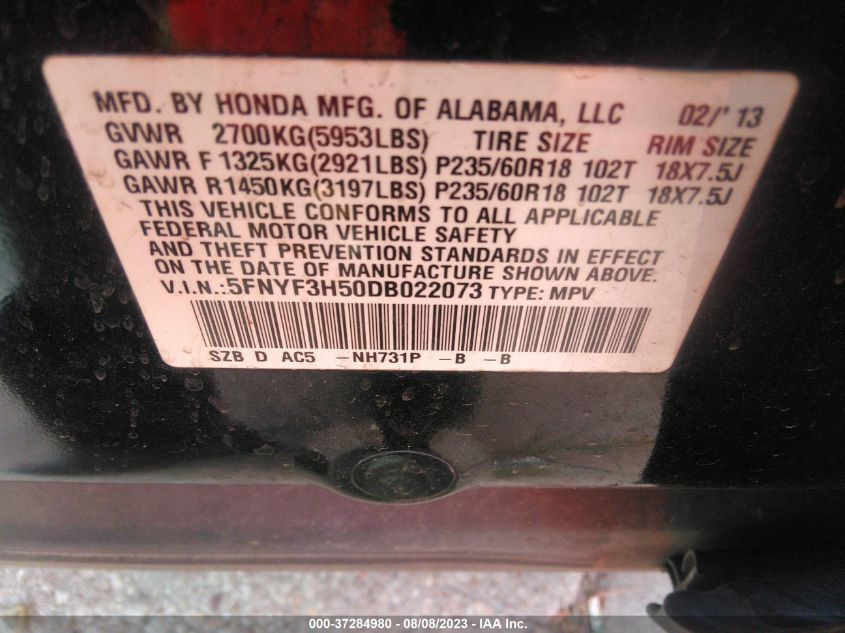 MFD. BY HONDA MFG. OF ALABAMA, LLC 02/'13
GVWR 2700KG(5953LBS) TIRE SIZE RIM SIZE
GAWR F 1325KG(2921LBS) P235/60R18 102T 18X7.5J
GAWR R1450KG(3197LBS) P235/60R18 102T 18X7.5J
THIS VEHICLE CONFORMS TO ALL APPLICABLE
FEDERAL MOTOR VEHICLE SAFETY
AND THEFT PREVENTION STANDARDS IN EFFECT
ON THE DATE OF MANUFACTURE SHOWN ABOVE.
V.I.N.:5FNYF3H50DB022073 TYPE: MPV
SZB D AC5 -NH731P -B -B
000-37284980 - 08/08/2023 - IAA Inc.